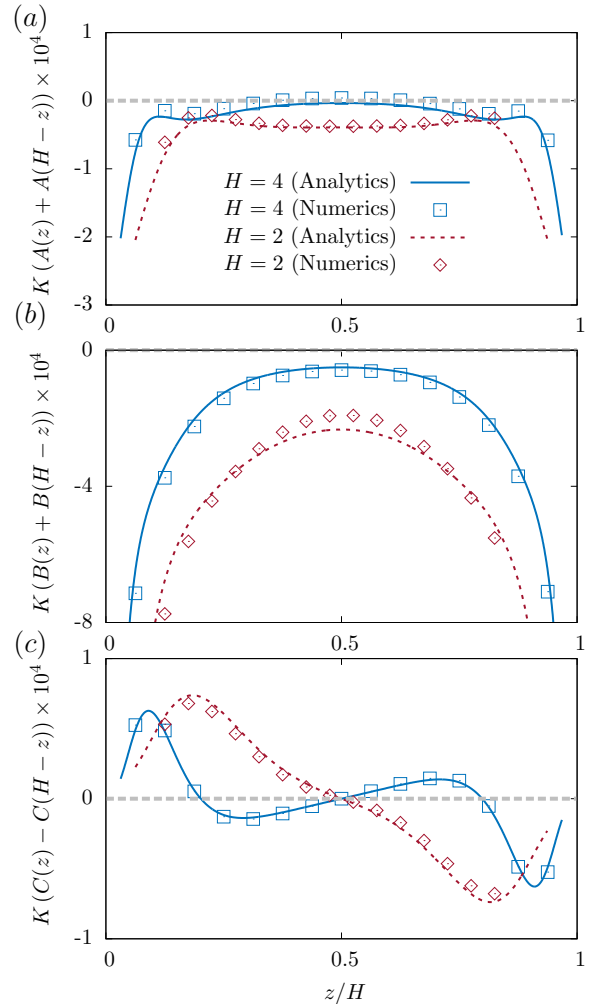 (a)
K (A(z) + A(H − z)) × 10⁴
1
0
-1
-2
-3
H = 4 (Analytics)
H = 4 (Numerics)
H = 2 (Analytics)
H = 2 (Numerics)
0 0.5 1
(b)
K (B(z) + B(H − z)) × 10⁴
0
-4
-8
0 0.5 1
(c)
K (C(z) − C(H − z)) × 10⁴
1
0
-1
0 0.5 1
z/H